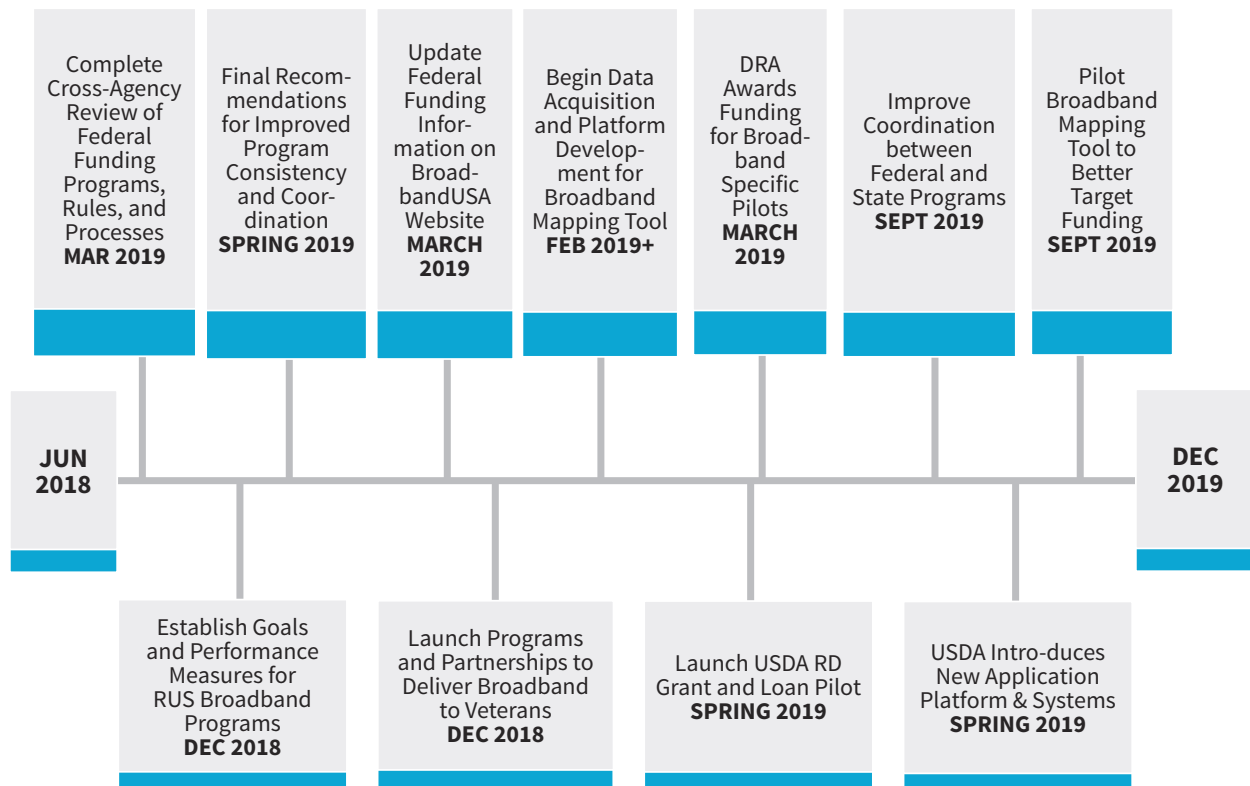 Complete
Cross-Agency
Review of
Federal
Funding
Programs,
Rules, and
Processes
MAR 2019
Final Recom-
mendations
for Improved
Program
Consistency
and Coor-
dination
SPRING 2019
Update
Federal
Funding
Infor-
mation on
Broad-
bandUSA
Website
MARCH
2019
Begin Data
Acquisition
and Platform
Develop-
ment for
Broadband
Mapping Tool
FEB 2019+
DRA
Awards
Funding
for Broad-
band
Specific
Pilots
MARCH
2019
Improve
Coordination
between
Federal and
State Programs
SEPT 2019
Pilot
Broadband
Mapping
Tool to
Better
Target
Funding
SEPT 2019
JUN
2018
DEC
2019
Establish Goals
and Performance
Measures for
RUS Broadband
Programs
DEC 2018
Launch Programs
and Partnerships to
Deliver Broadband
to Veterans
DEC 2018
Launch USDA RD
Grant and Loan Pilot
SPRING 2019
USDA Intro-duces
New Application
Platform & Systems
SPRING 2019